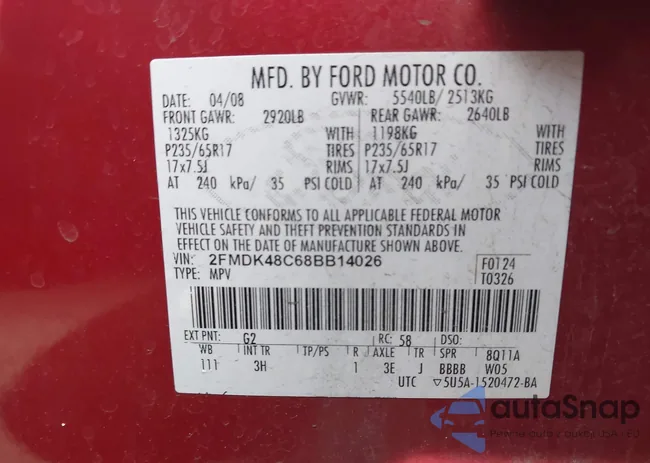 MFD. BY FORD MOTOR CO.
DATE: 04/08 GVWR: 5540LB/ 2513KG
FRONT GAWR: 2920LB REAR GAWR: 2640LB
1325KG WITH 1198KG WITH
P235/65R17 TIRES P235/65R17 TIRES
17x7.5J RIMS 17x7.5J RIMS
AT 240 kPa/ 35 PSI COLD AT 240 kPa/ 35 PSI COLD
THIS VEHICLE CONFORMS TO ALL APPLICABLE FEDERAL MOTOR
VEHICLE SAFETY AND THEFT PREVENTION STANDARDS IN
EFFECT ON THE DATE OF MANUFACTURE SHOWN ABOVE.
VIN: 2FMDK48C68BB14026 F0T24
TYPE: MPV T0326
EXT PNT: G2 RC: 58 DSO:
WB INT TR TP/PS R AXLE TR SPR 8Q11A
111 3H 1 3E J BBBB W05
UTC ▽5U5A-1520472-BA
autoSnap